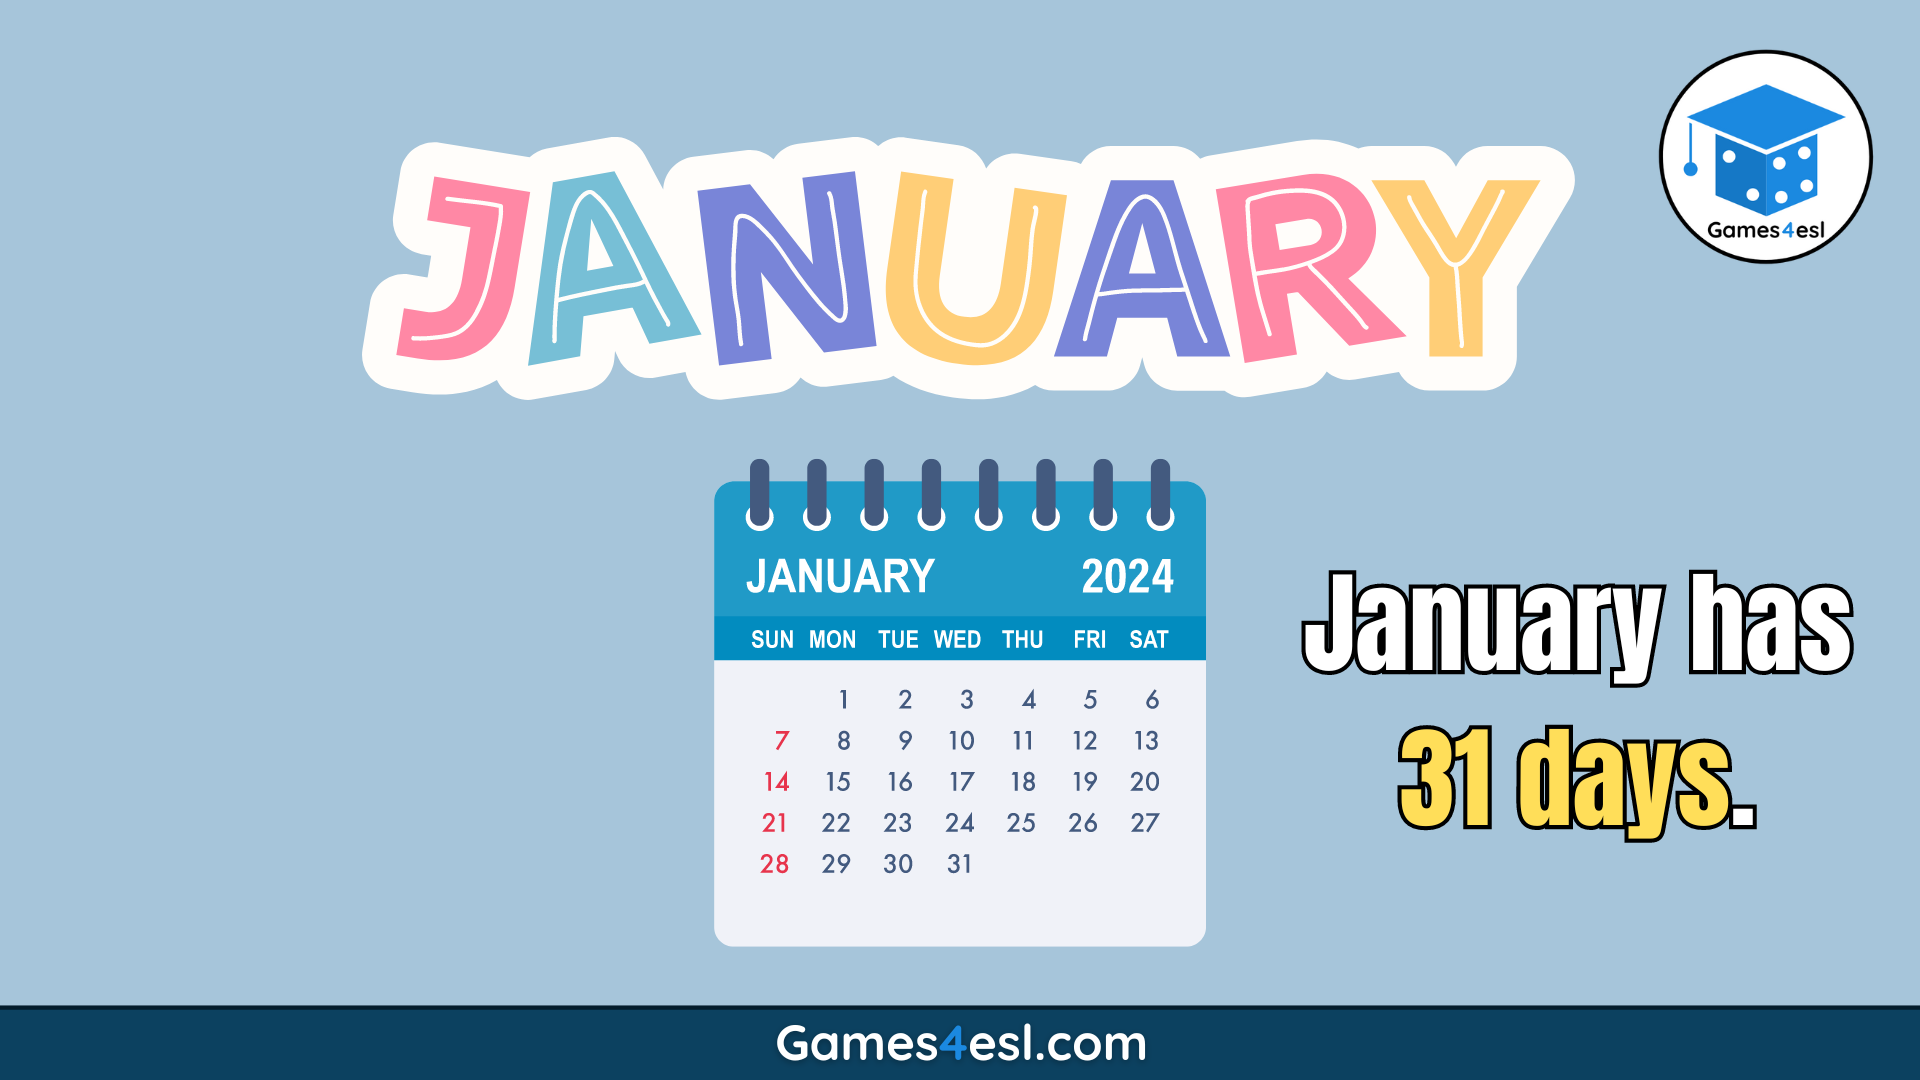 JANUARY
Games4esl
JANUARY 2024
SUN MON TUE WED THU FRI SAT
1 2 3 4 5 6
7 8 9 10 11 12 13
14 15 16 17 18 19 20
21 22 23 24 25 26 27
28 29 30 31
January has
31 days.
Games4esl.com